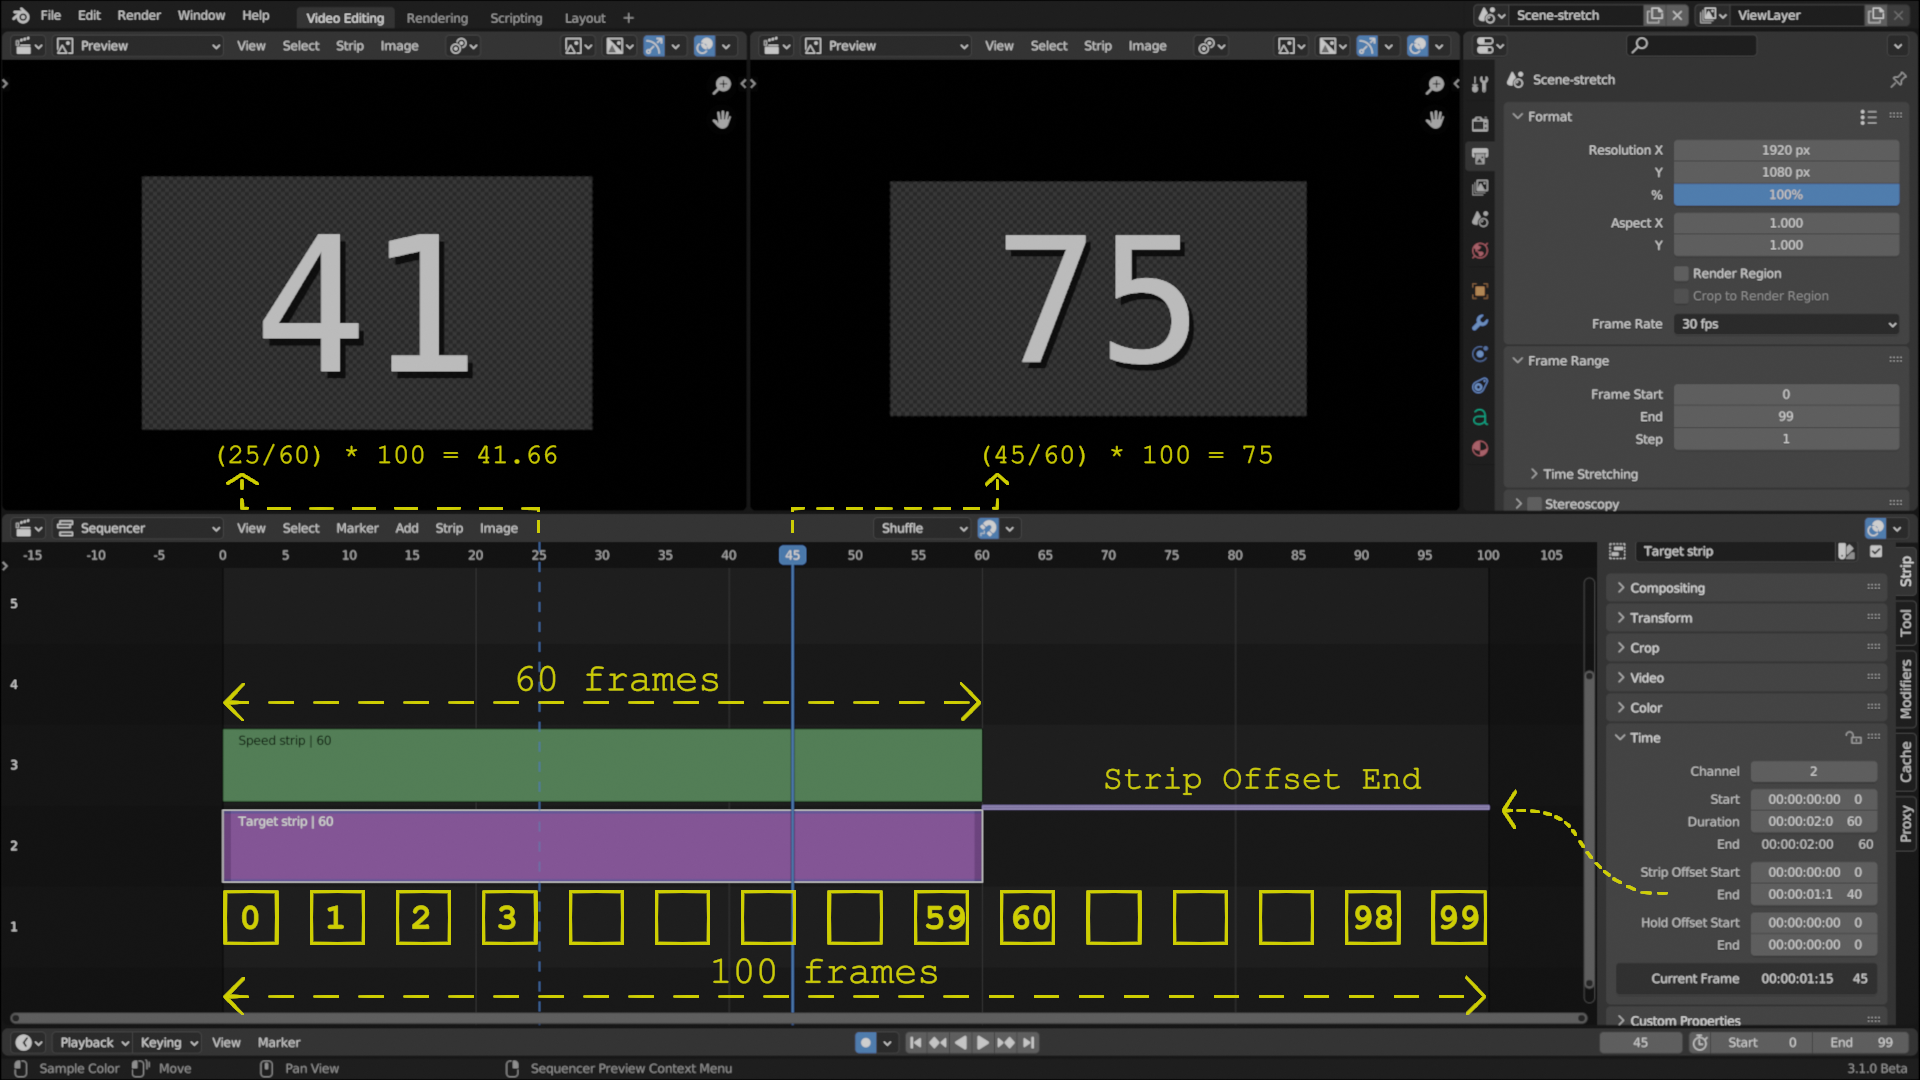 File Edit Render Window Help Video Editing Rendering Scripting Layout + Scene-stretch ViewLayer
Preview View Select Strip Image
Preview View Select Strip Image
Scene-stretch
Format
Resolution X 1920 px
Y 1080 px
% 100%
Aspect X 1.000
Y 1.000
Render Region
Crop to Render Region
Frame Rate 30 fps
Frame Range
Frame Start 0
End 99
Step 1
Time Stretching
Stereoscopy
41
75
(25/60) * 100 = 41.66
(45/60) * 100 = 75
Sequencer View Select Marker Add Strip Image Shuffle
-15 -10 -5 0 5 10 15 20 25 30 35 40 45 50 55 60 65 70 75 80 85 90 95 100 105
5
4
3
2
1
60 frames
Speed strip | 60
Strip Offset End
Target strip | 60
0 1 2 3 59 60 98 99
100 frames
Target strip
Compositing
Transform
Crop
Video
Color
Time
Channel 2
Start 00:00:00:00 0
Duration 00:00:02:0 60
End 00:00:02:00 60
Strip Offset Start 00:00:00:00 0
End 00:00:01:1 40
Hold Offset Start 00:00:00:00 0
End 00:00:00:00 0
Current Frame 00:00:01:15 45
Custom Properties
Strip
Tool
Modifiers
Cache
Proxy
Playback Keying View Marker 45 Start 0 End 99
Sample Color Move Pan View Sequencer Preview Context Menu 3.1.0 Beta